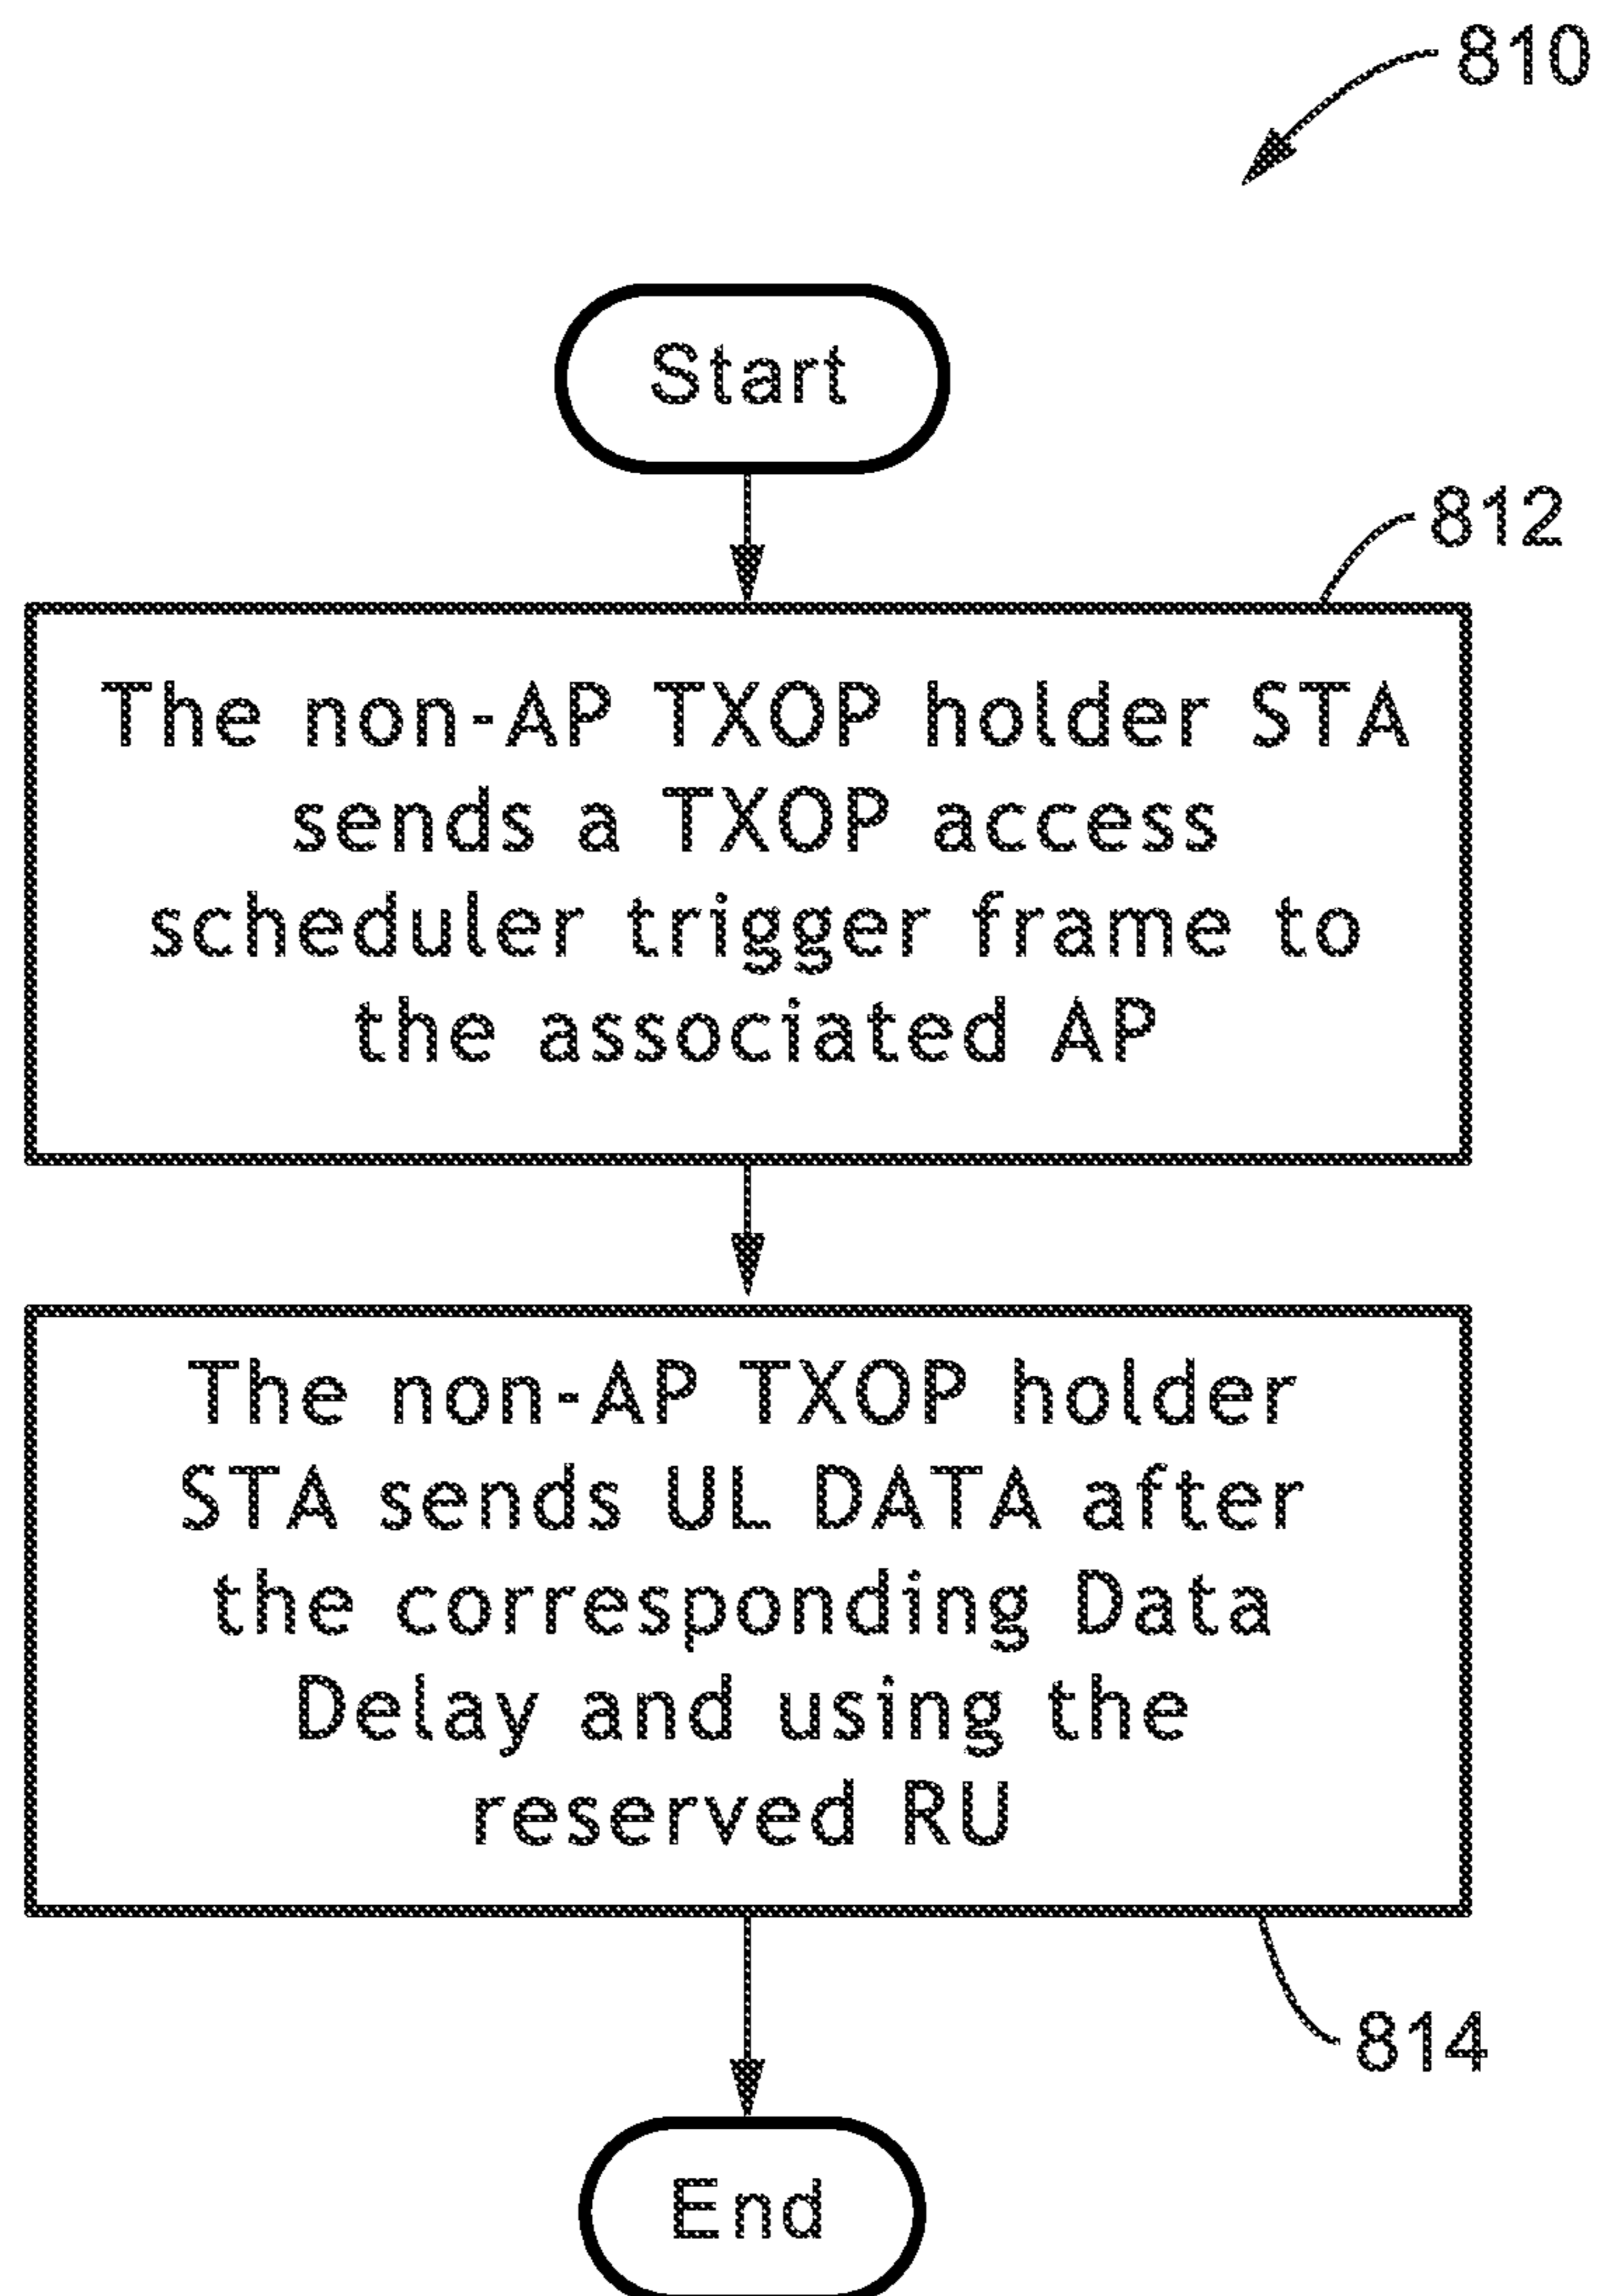 810
Start
812
The non-AP TXOP holder STA
sends a TXOP access
scheduler trigger frame to
the associated AP
The non-AP TXOP holder
STA sends UL DATA after
the corresponding Data
Delay and using the
reserved RU
814
End